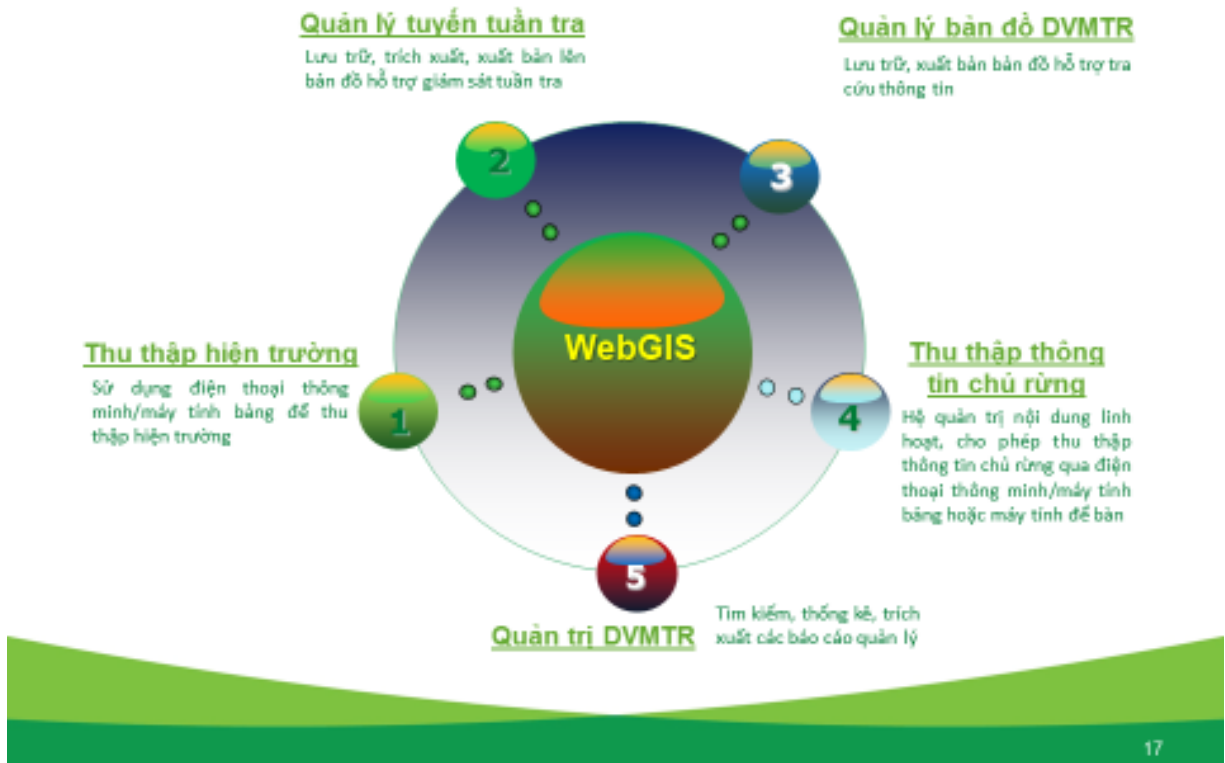 Quản lý tuyến tuần tra
Lưu trữ, trích xuất, xuất bản lên
bản đồ hỗ trợ giám sát tuần tra
Quản lý bản đồ DVMTR
Lưu trữ, xuất bản bản đồ hỗ trợ tra
cứu thông tin
2
3
WebGIS
Thu thập hiện trường
Sử dụng điện thoại thông
minh/máy tính bảng để thu
thập hiện trường
1
4
Thu thập thông
tin chủ rừng
Hệ quản trị nội dung linh
hoạt, cho phép thu thập
thông tin chủ rừng qua điện
thoại thông minh/máy tính
bảng hoặc máy tính để bàn
5
Quản trị DVMTR
Tìm kiếm, thống kê, trích
xuất các báo cáo quản lý
17